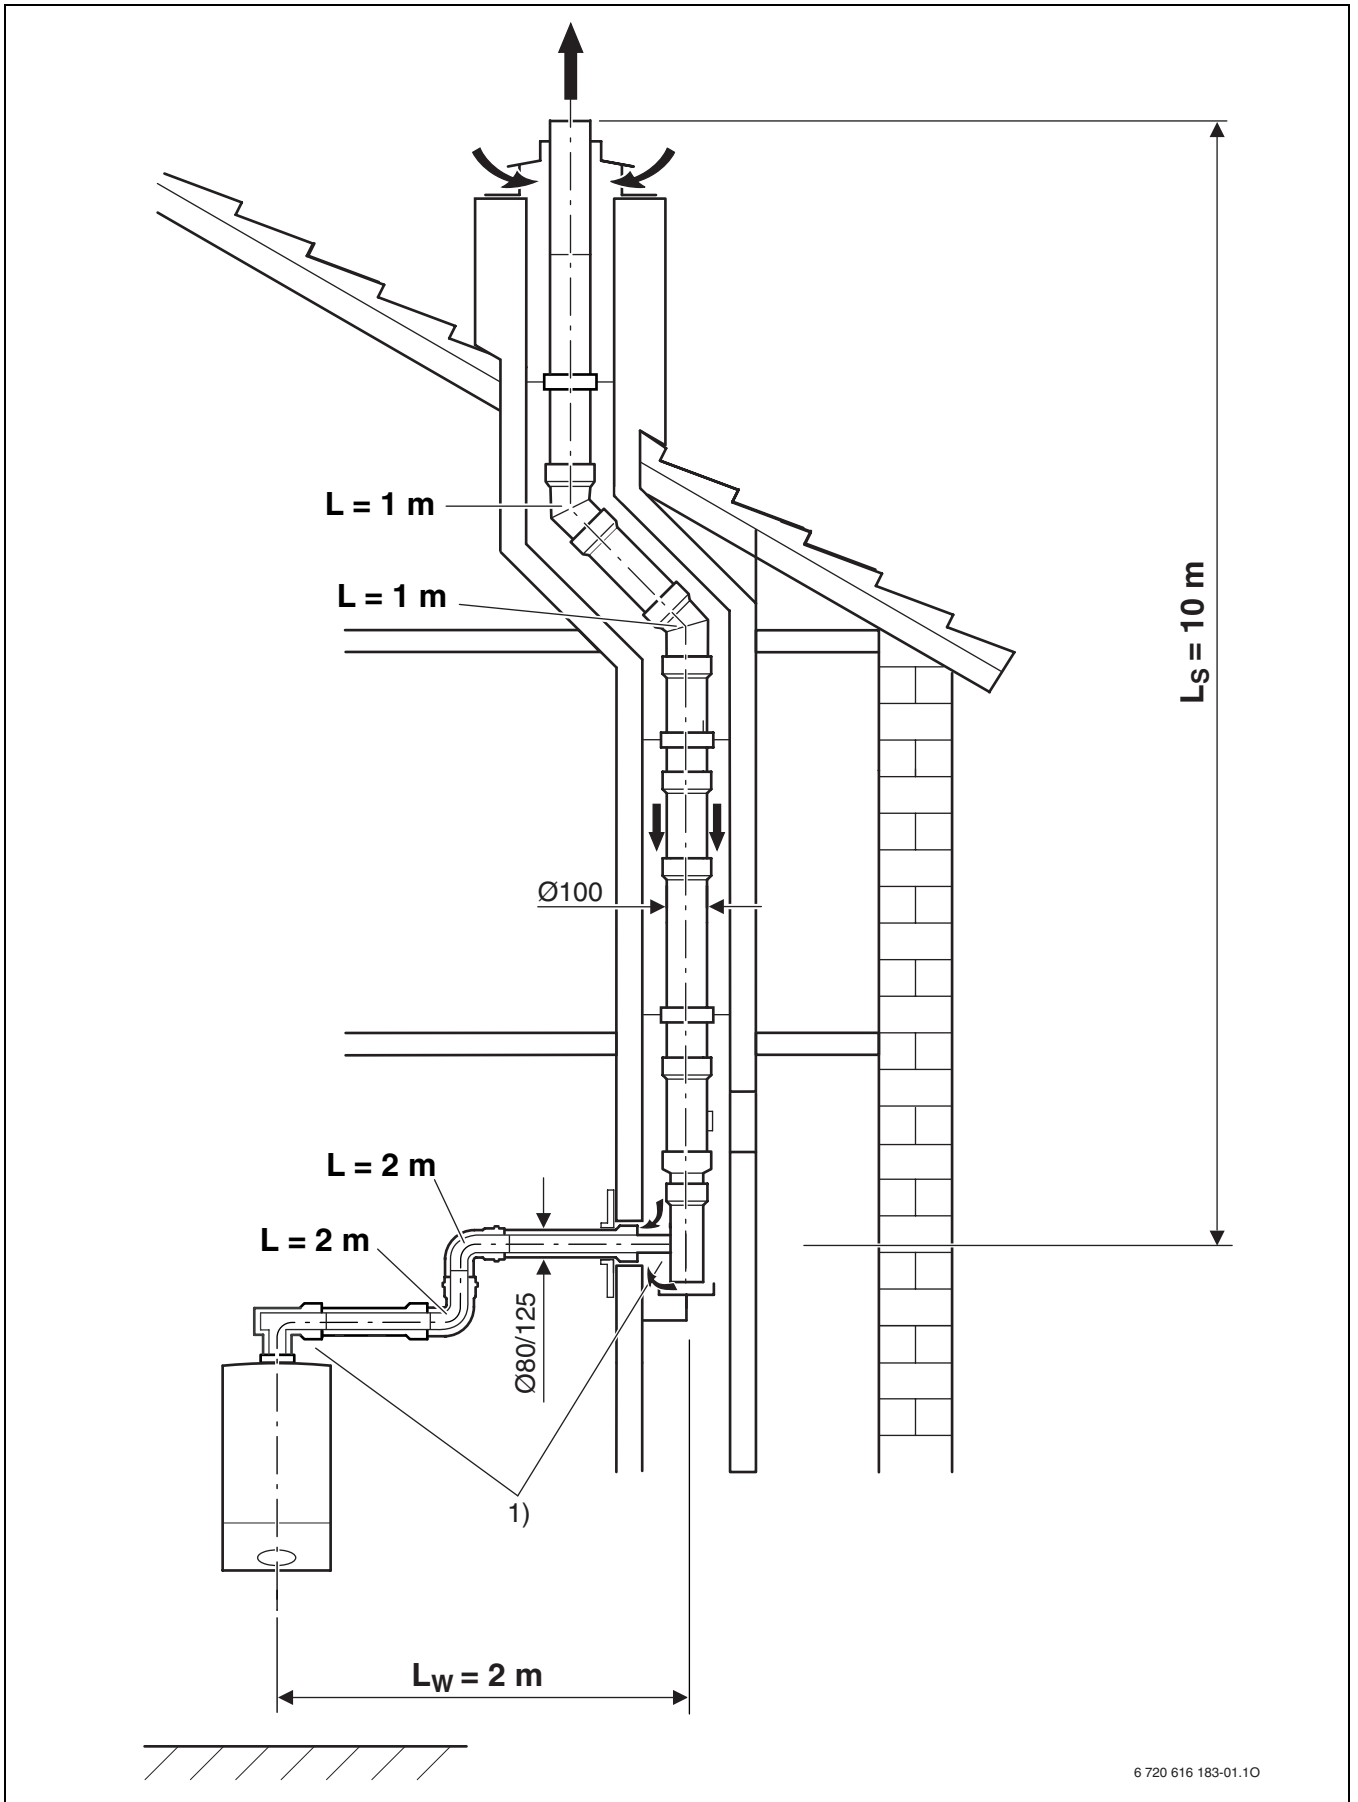 L = 1 m
L = 1 m
LS = 10 m
Ø100
L = 2 m
L = 2 m
Ø80/125
1)
LW = 2 m
6 720 616 183-01.1O